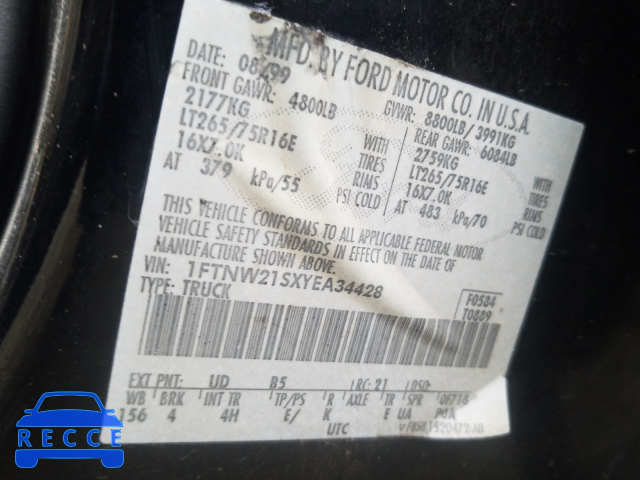 MFD. BY FORD MOTOR CO. IN U.S.A.
DATE: 08/99 GVWR: 8800LB/ 3991KG
FRONT GAWR: 4800LB REAR GAWR: 6084LB
2177KG WITH 2759KG WITH
LT265/75R16E TIRES LT265/75R16E TIRES
16X7.0K RIMS 16X7.0K RIMS
AT 379 kPa/55 PSI COLD AT 483 kPa/70 PSI COLD
THIS VEHICLE CONFORMS TO ALL APPLICABLE FEDERAL MOTOR
VEHICLE SAFETY STANDARDS IN EFFECT ON THE DATE OF
MANUFACTURE SHOWN ABOVE.
VIN: 1FTNW21SXYEA34428 F0584
TYPE: TRUCK T0889
EXT PNT: UD 85 RC: 21 DSO:
WB BRK INT TR TP/PS R AXLE TR SPR
156 4 4H E/ K E UA
UTC
RECCE